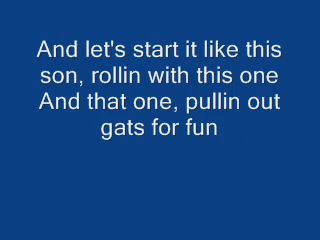 And let's start it like this
son, rollin with this one
And that one, pullin out
gats for fun